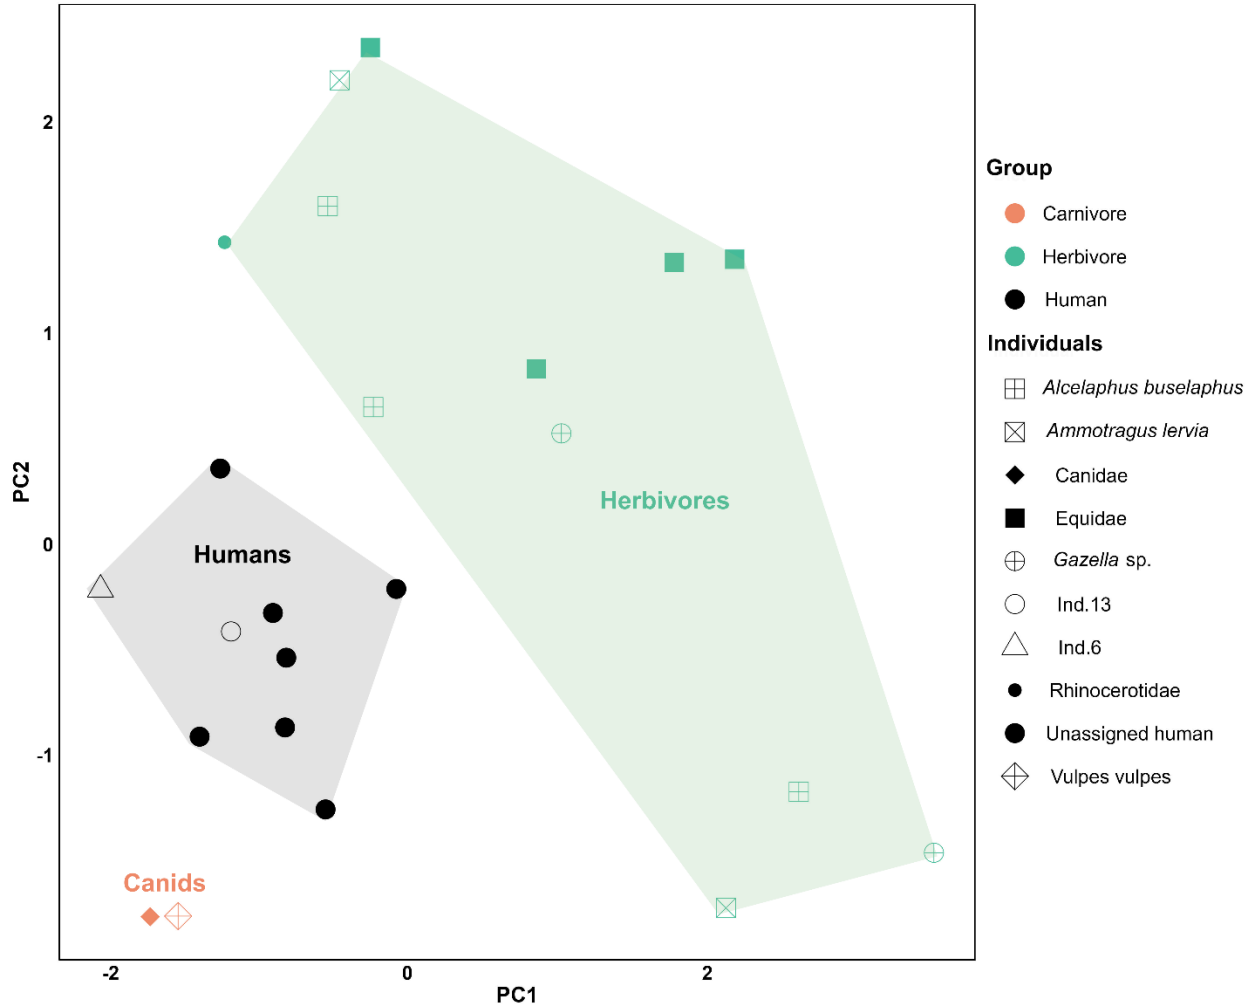 2
1
0
-1
PC2
-2
0
2
PC1
Herbivores
Humans
Canids
Group
Carnivore
Herbivore
Human
Individuals
Alcelaphus buselaphus
Ammotragus lervia
Canidae
Equidae
Gazella sp.
Ind.13
Ind.6
Rhinocerotidae
Unassigned human
Vulpes vulpes